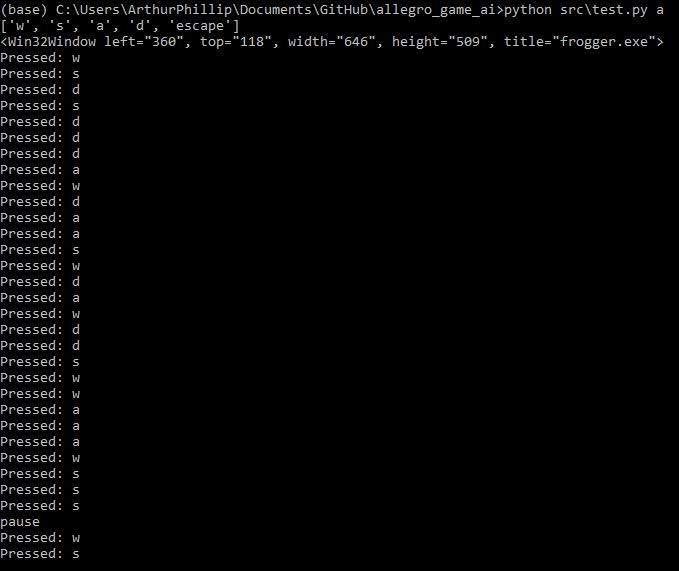 (base) C:\Users\ArthurPhillip\Documents\GitHub\allegro_game_ai>python src\test.py a
['w', 's', 'a', 'd', 'escape']
<Win32Window left="360", top="118", width="646", height="509", title="frogger.exe">
Pressed: w
Pressed: s
Pressed: d
Pressed: s
Pressed: d
Pressed: d
Pressed: d
Pressed: a
Pressed: w
Pressed: d
Pressed: a
Pressed: a
Pressed: s
Pressed: w
Pressed: d
Pressed: a
Pressed: w
Pressed: d
Pressed: d
Pressed: s
Pressed: w
Pressed: w
Pressed: a
Pressed: a
Pressed: a
Pressed: w
Pressed: s
Pressed: s
Pressed: s
pause
Pressed: w
Pressed: s